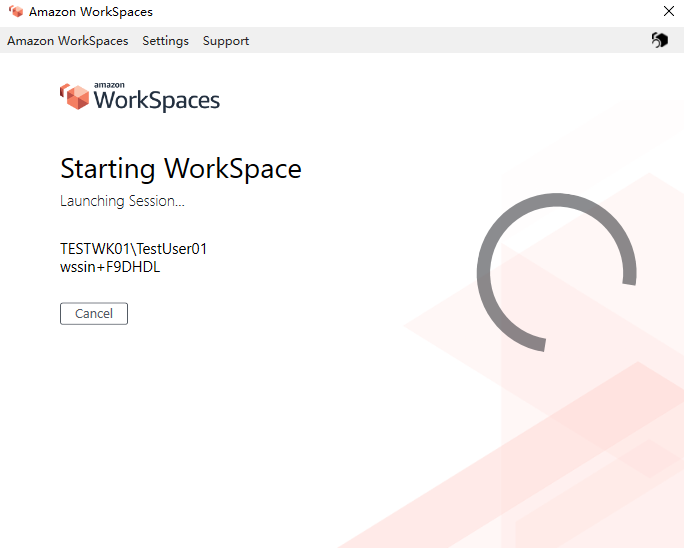 Amazon WorkSpaces
Amazon WorkSpaces Settings Support
amazon
WorkSpaces
Starting WorkSpace
Launching Session...
TESTWK01\TestUser01
wssin+F9DHDL
Cancel